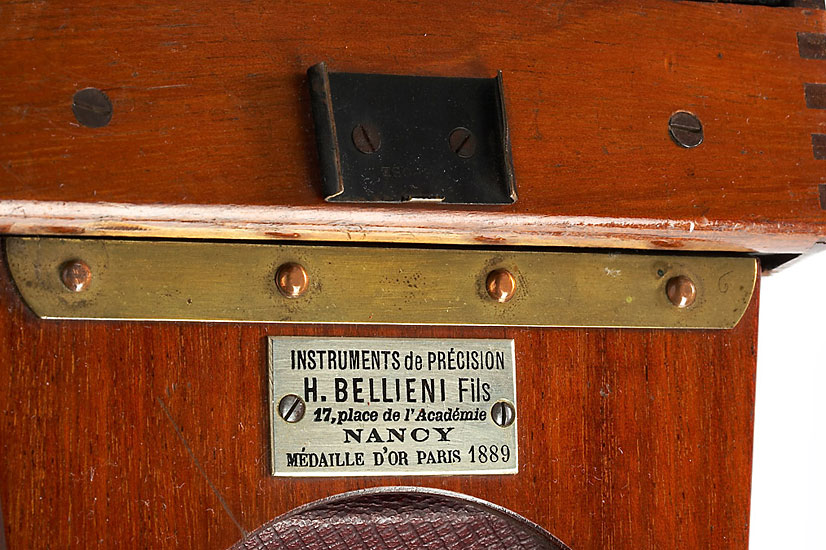 INSTRUMENTS de PRÉCISION
H. BELLIENI Fils
17, place de l'Académie
NANCY
MÉDAILLE D'OR PARIS 1889